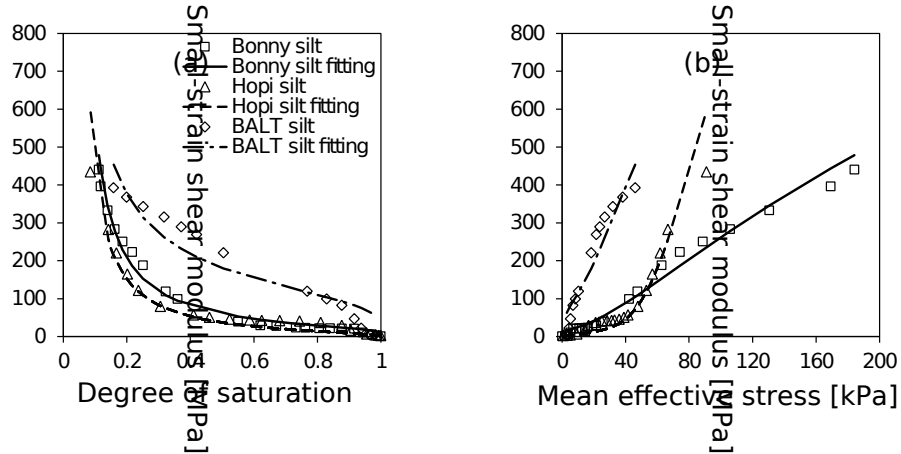 800
700
600
500
400
300
200
100
0
0
0.2
0.4
0.6
0.8
1
Degree of saturation
Small-strain shear modulus [MPa]
(a)
Bonny silt
Bonny silt fitting
Hopi silt
Hopi silt fitting
BALT silt
BALT silt fitting
800
700
600
500
400
300
200
100
0
0
40
80
120
160
200
Mean effective stress [kPa]
Small-strain shear modulus [MPa]
(b)